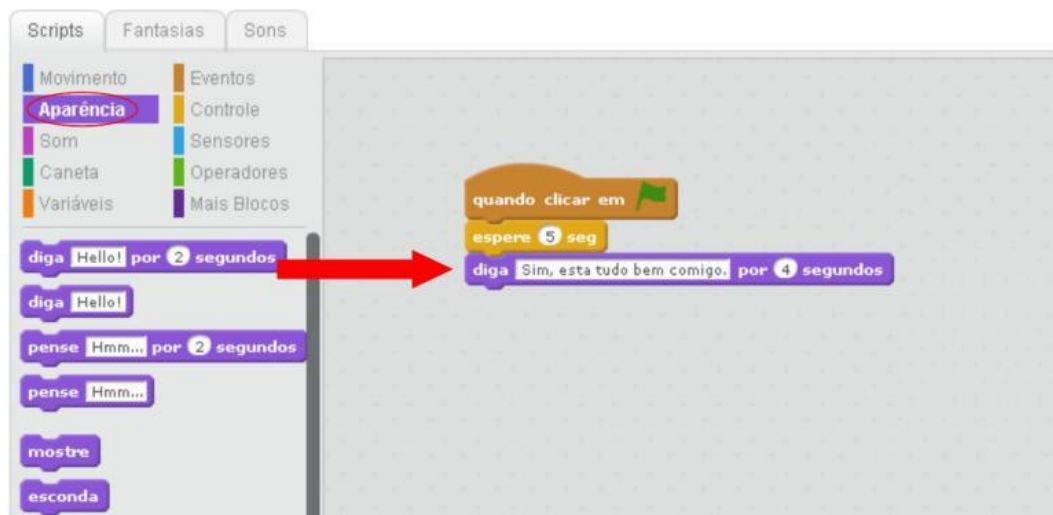 Scripts Fantasias Sons
Movimento Eventos
Aparência Controle
Som Sensores
Caneta Operadores
Variáveis Mais Blocos
diga Hello! por 2 segundos
diga Hello!
pense Hmm... por 2 segundos
pense Hmm...
mostre
esconda
quando clicar em
espere 5 seg
diga Sim, esta tudo bem comigo. por 4 segundos